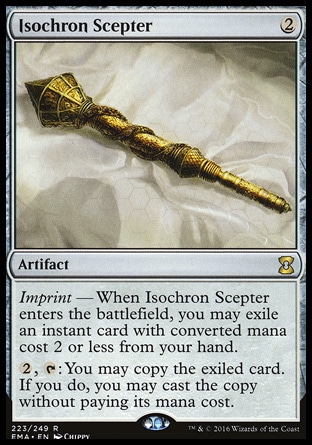 Isochron Scepter 2
Artifact
Imprint — When Isochron Scepter
enters the battlefield, you may exile
an instant card with converted mana
cost 2 or less from your hand.
2, : You may copy the exiled card.
If you do, you may cast the copy
without paying its mana cost.
223/249 R
EMA • EN CHIPPY ™ & © 2016 Wizards of the Coast